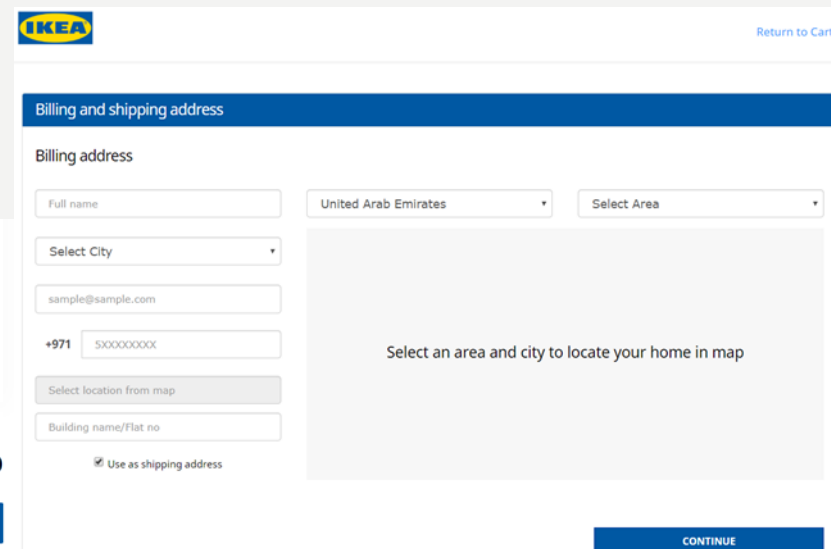 IKEA
Return to Cart
Billing and shipping address
Billing address
Full name
United Arab Emirates
Select Area
Select City
sample@sample.com
+971 5XXXXXXXX
Select an area and city to locate your home in map
Select location from map
Building name/Flat no
Use as shipping address
CONTINUE